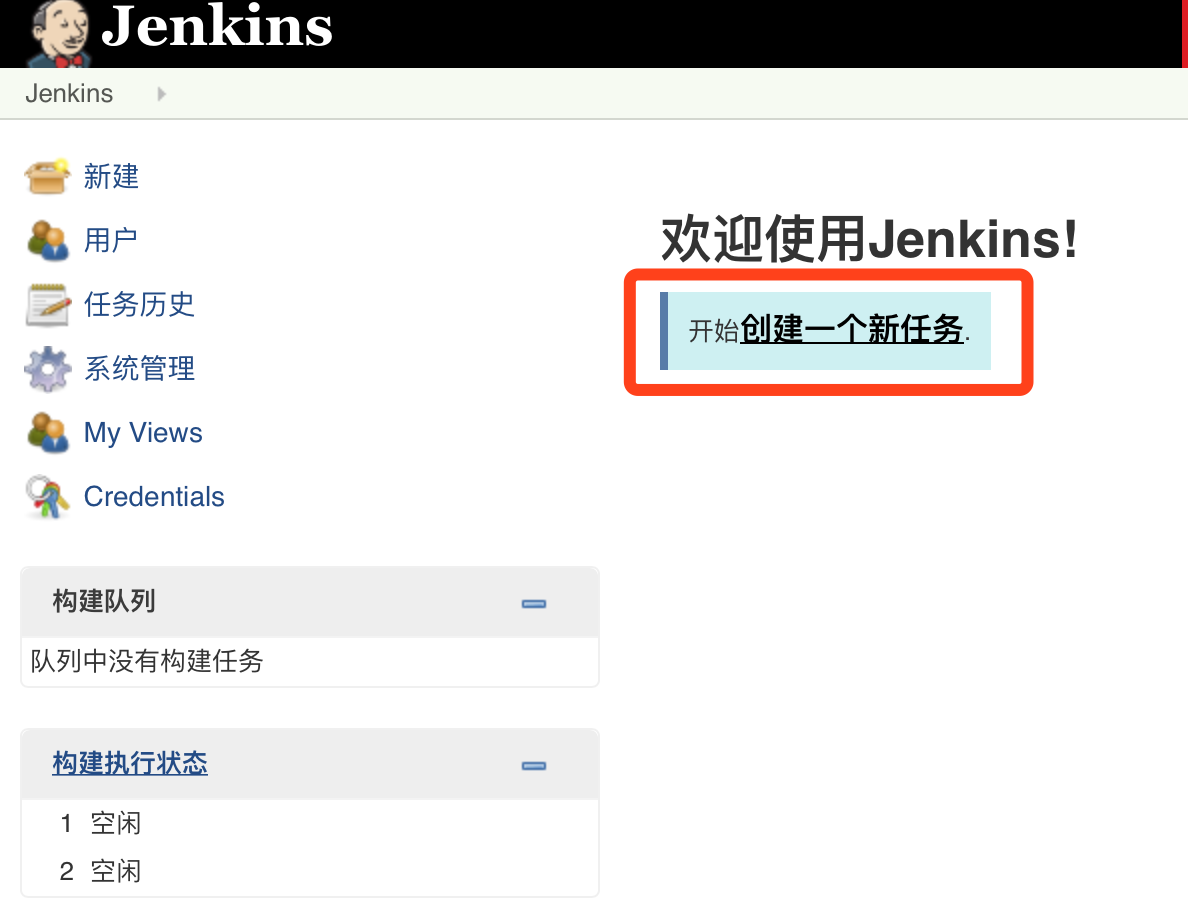 Jenkins
Jenkins
新建
用户
任务历史
系统管理
My Views
Credentials
构建队列
队列中没有构建任务
构建执行状态
1 空闲
2 空闲
欢迎使用Jenkins!
开始创建一个新任务.